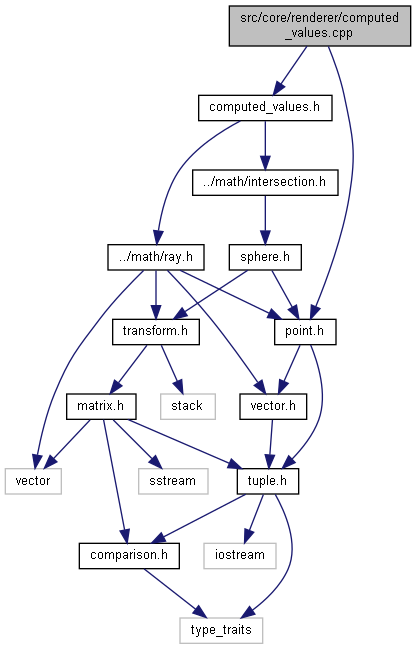 src/core/renderer/computed
_values.cpp
computed_values.h
../math/intersection.h
../math/ray.h
sphere.h
transform.h
point.h
matrix.h
stack
vector.h
vector
sstream
tuple.h
comparison.h
iostream
type_traits